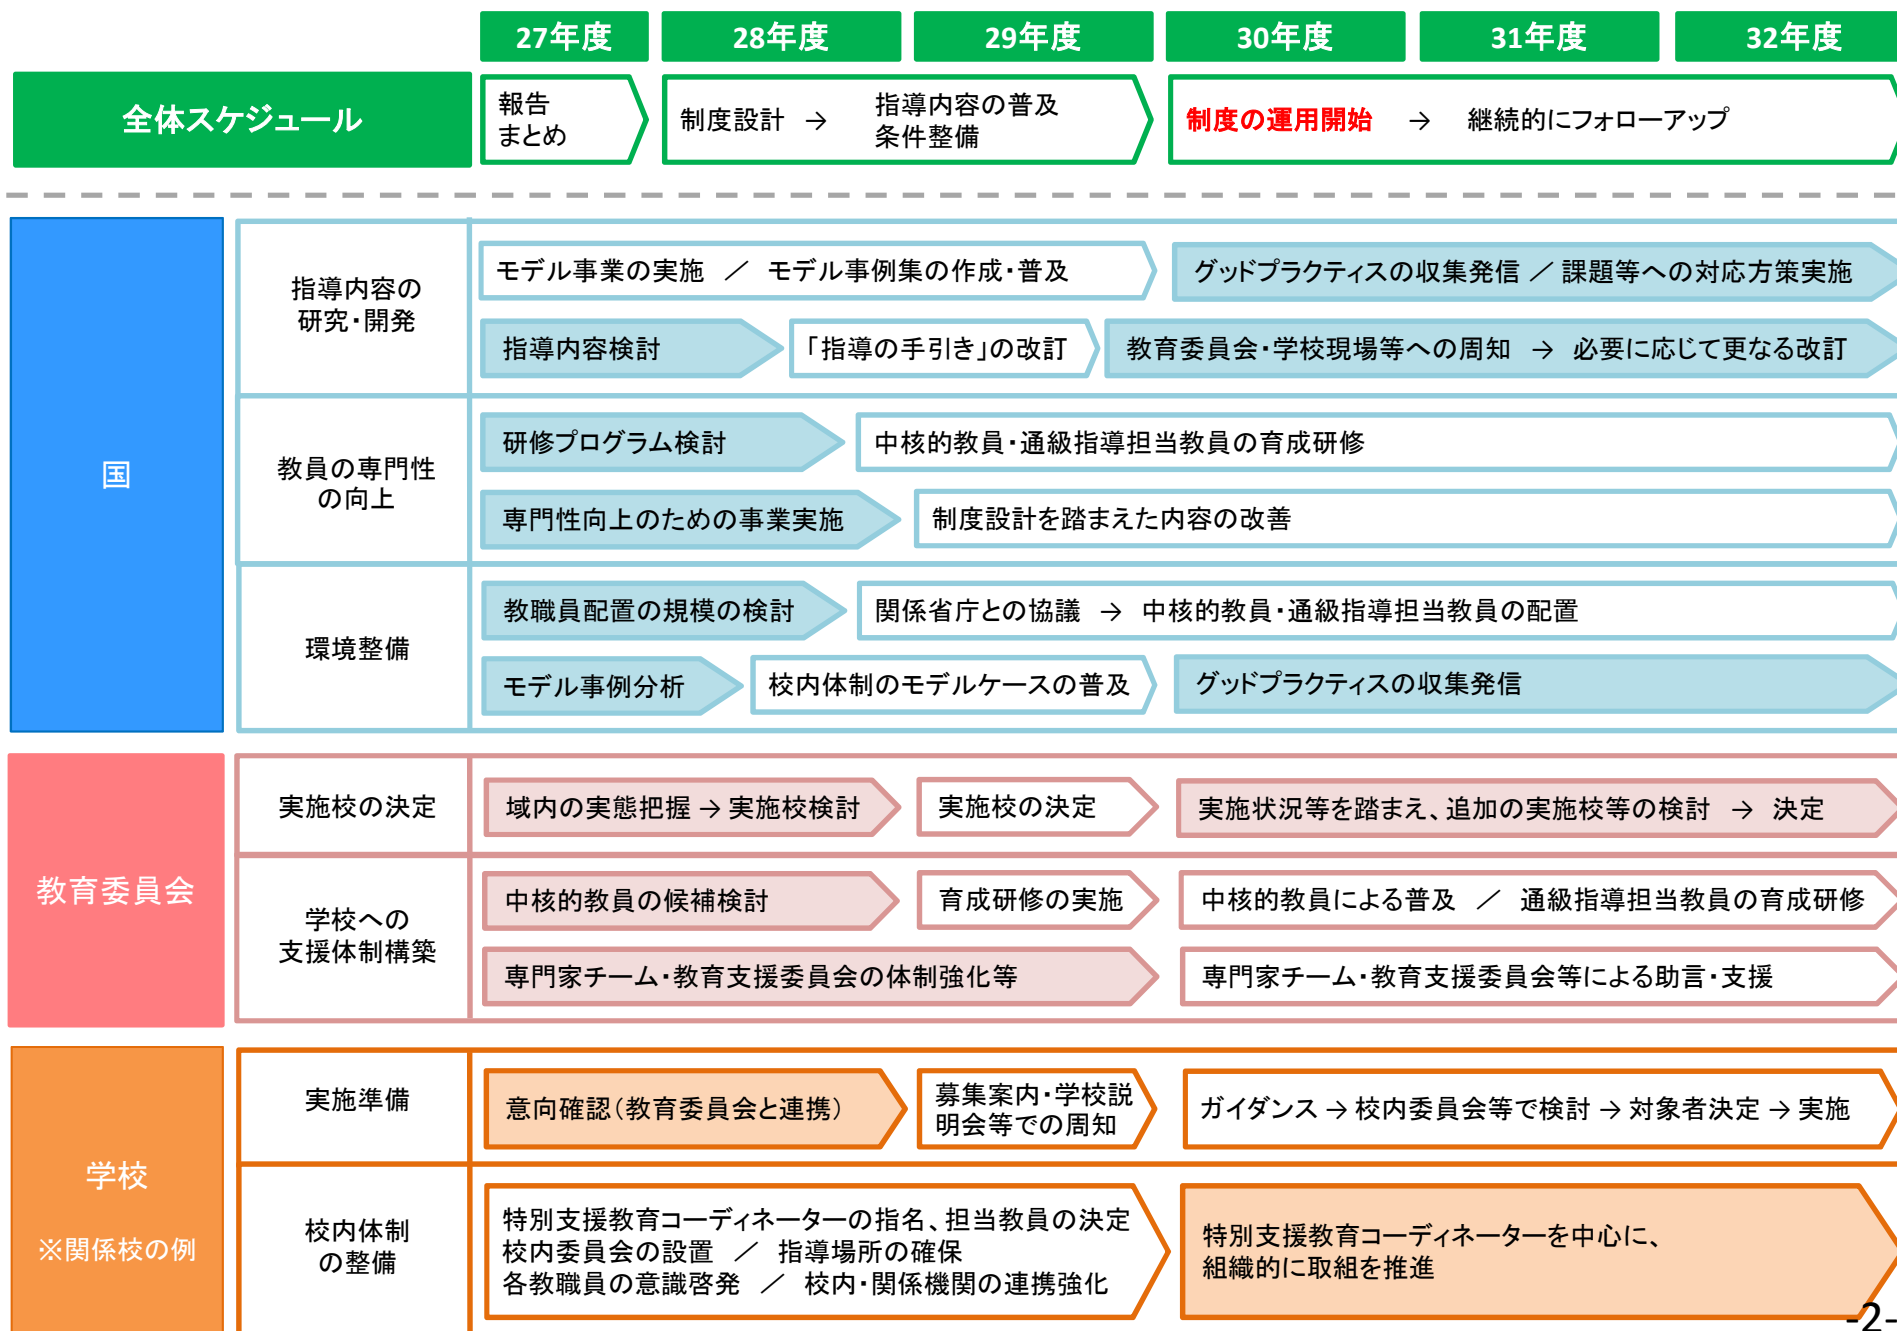 27年度
28年度
29年度
30年度
31年度
32年度
全体スケジュール
報告
まとめ
制度設計 → 指導内容の普及
条件整備
制度の運用開始 → 継続的にフォローアップ
国
指導内容の
研究・開発
モデル事業の実施 ／ モデル事例集の作成・普及
グッドプラクティスの収集発信 ／ 課題等への対応方策実施
指導内容検討
「指導の手引き」の改訂
教育委員会・学校現場等への周知 → 必要に応じて更なる改訂
教員の専門性
の向上
研修プログラム検討
中核的教員・通級指導担当教員の育成研修
専門性向上のための事業実施
制度設計を踏まえた内容の改善
環境整備
教職員配置の規模の検討
関係省庁との協議 → 中核的教員・通級指導担当教員の配置
モデル事例分析
校内体制のモデルケースの普及
グッドプラクティスの収集発信
教育委員会
実施校の決定
域内の実態把握 → 実施校検討
実施校の決定
実施状況等を踏まえ、追加の実施校等の検討 → 決定
学校への
支援体制構築
中核的教員の候補検討
育成研修の実施
中核的教員による普及 ／ 通級指導担当教員の育成研修
専門家チーム・教育支援委員会の体制強化等
専門家チーム・教育支援委員会等による助言・支援
学校
※関係校の例
実施準備
意向確認（教育委員会と連携）
募集案内・学校説
明会等での周知
ガイダンス → 校内委員会等で検討 → 対象者決定 → 実施
校内体制
の整備
特別支援教育コーディネーターの指名、担当教員の決定
校内委員会の設置 ／ 指導場所の確保
各教職員の意識啓発 ／ 校内・関係機関の連携強化
特別支援教育コーディネーターを中心に、
組織的に取組を推進
-2-